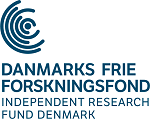 DANMARKS FRIE
FORSKNINGSFOND
INDEPENDENT RESEARCH
FUND DENMARK